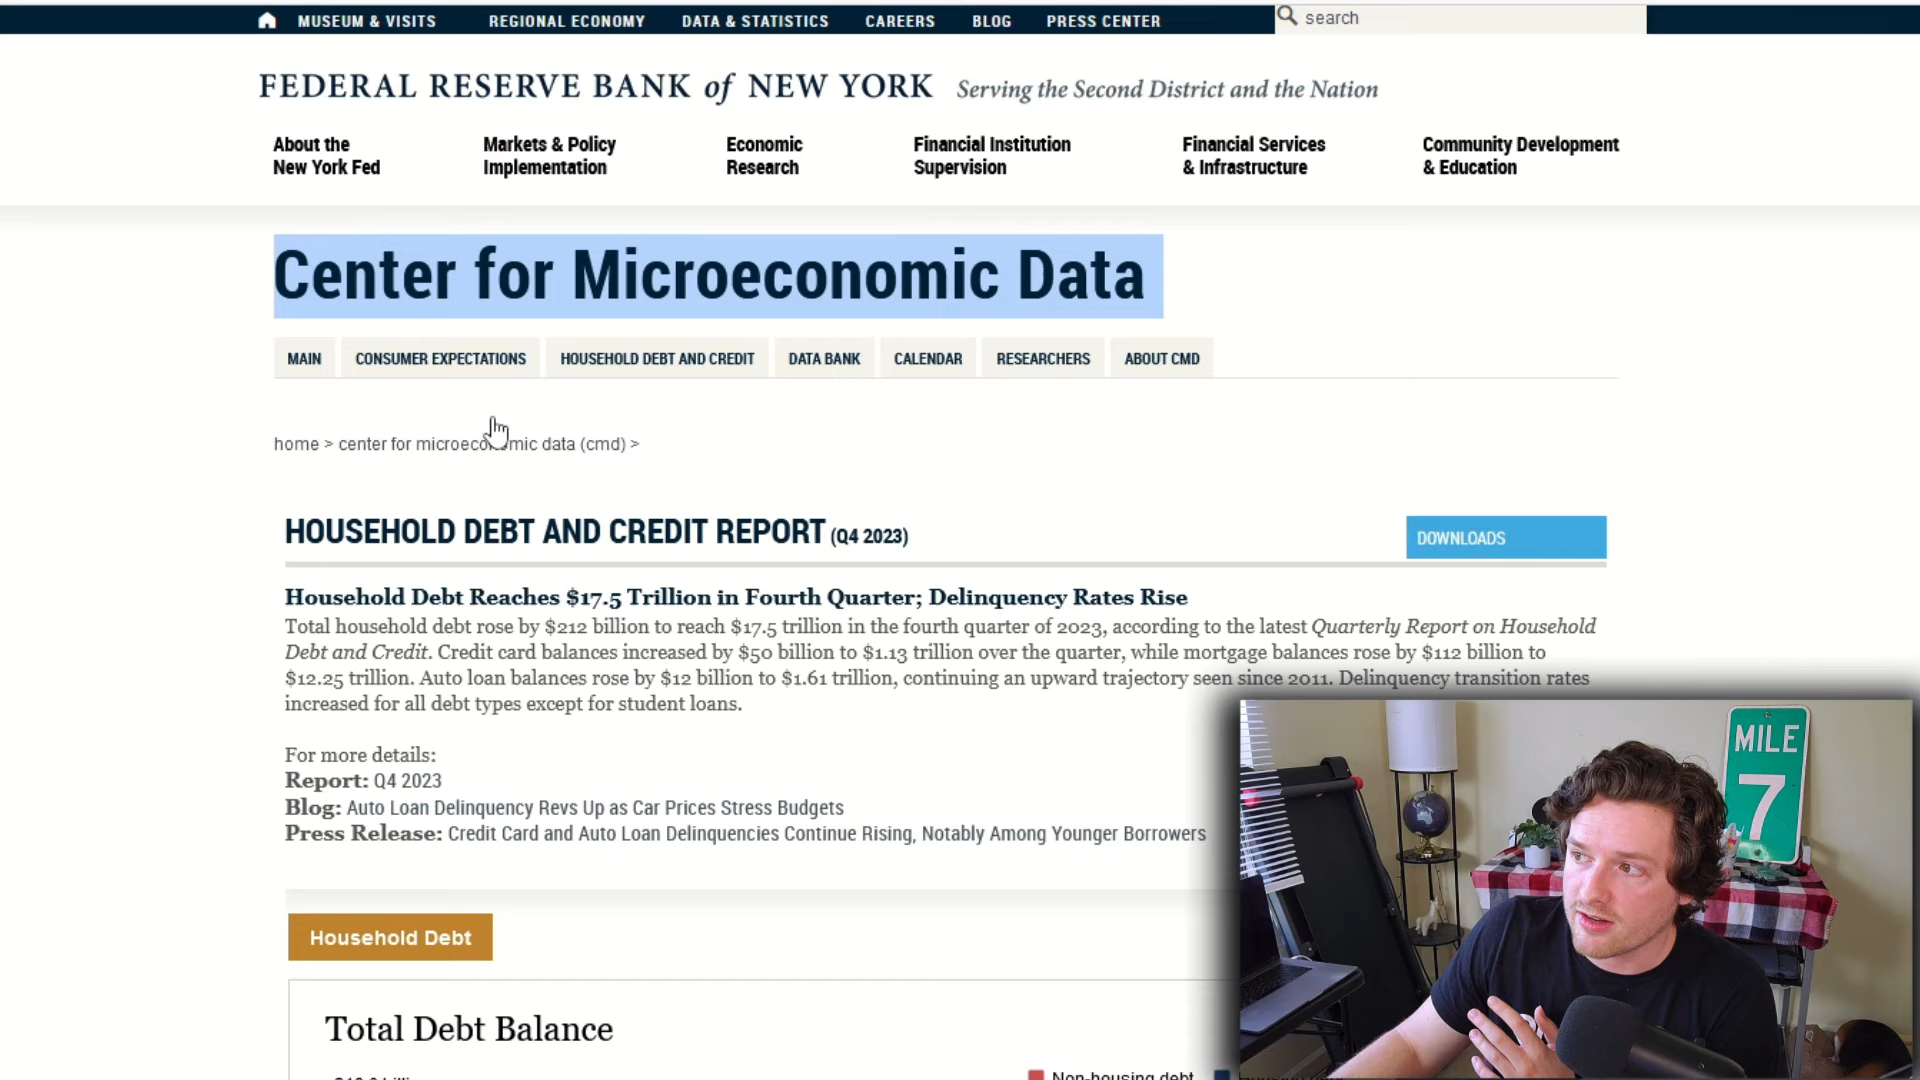 MUSEUM & VISITS REGIONAL ECONOMY DATA & STATISTICS CAREERS BLOG PRESS CENTER search
FEDERAL RESERVE BANK of NEW YORK Serving the Second District and the Nation
About the New York Fed
Markets & Policy Implementation
Economic Research
Financial Institution Supervision
Financial Services & Infrastructure
Community Development & Education
Center for Microeconomic Data
MAIN CONSUMER EXPECTATIONS HOUSEHOLD DEBT AND CREDIT DATA BANK CALENDAR RESEARCHERS ABOUT CMD
home > center for microeconomic data (cmd) >
HOUSEHOLD DEBT AND CREDIT REPORT (Q4 2023)
DOWNLOADS
Household Debt Reaches $17.5 Trillion in Fourth Quarter; Delinquency Rates Rise
Total household debt rose by $212 billion to reach $17.5 trillion in the fourth quarter of 2023, according to the latest Quarterly Report on Household
Debt and Credit. Credit card balances increased by $50 billion to $1.13 trillion over the quarter, while mortgage balances rose by $112 billion to
$12.25 trillion. Auto loan balances rose by $12 billion to $1.61 trillion, continuing an upward trajectory seen since 2011. Delinquency transition rates
increased for all debt types except for student loans.
For more details:
Report: Q4 2023
Blog: Auto Loan Delinquency Revs Up as Car Prices Stress Budgets
Press Release: Credit Card and Auto Loan Delinquencies Continue Rising, Notably Among Younger Borrowers
Household Debt
Total Debt Balance
Non-housing debt
MILE
7